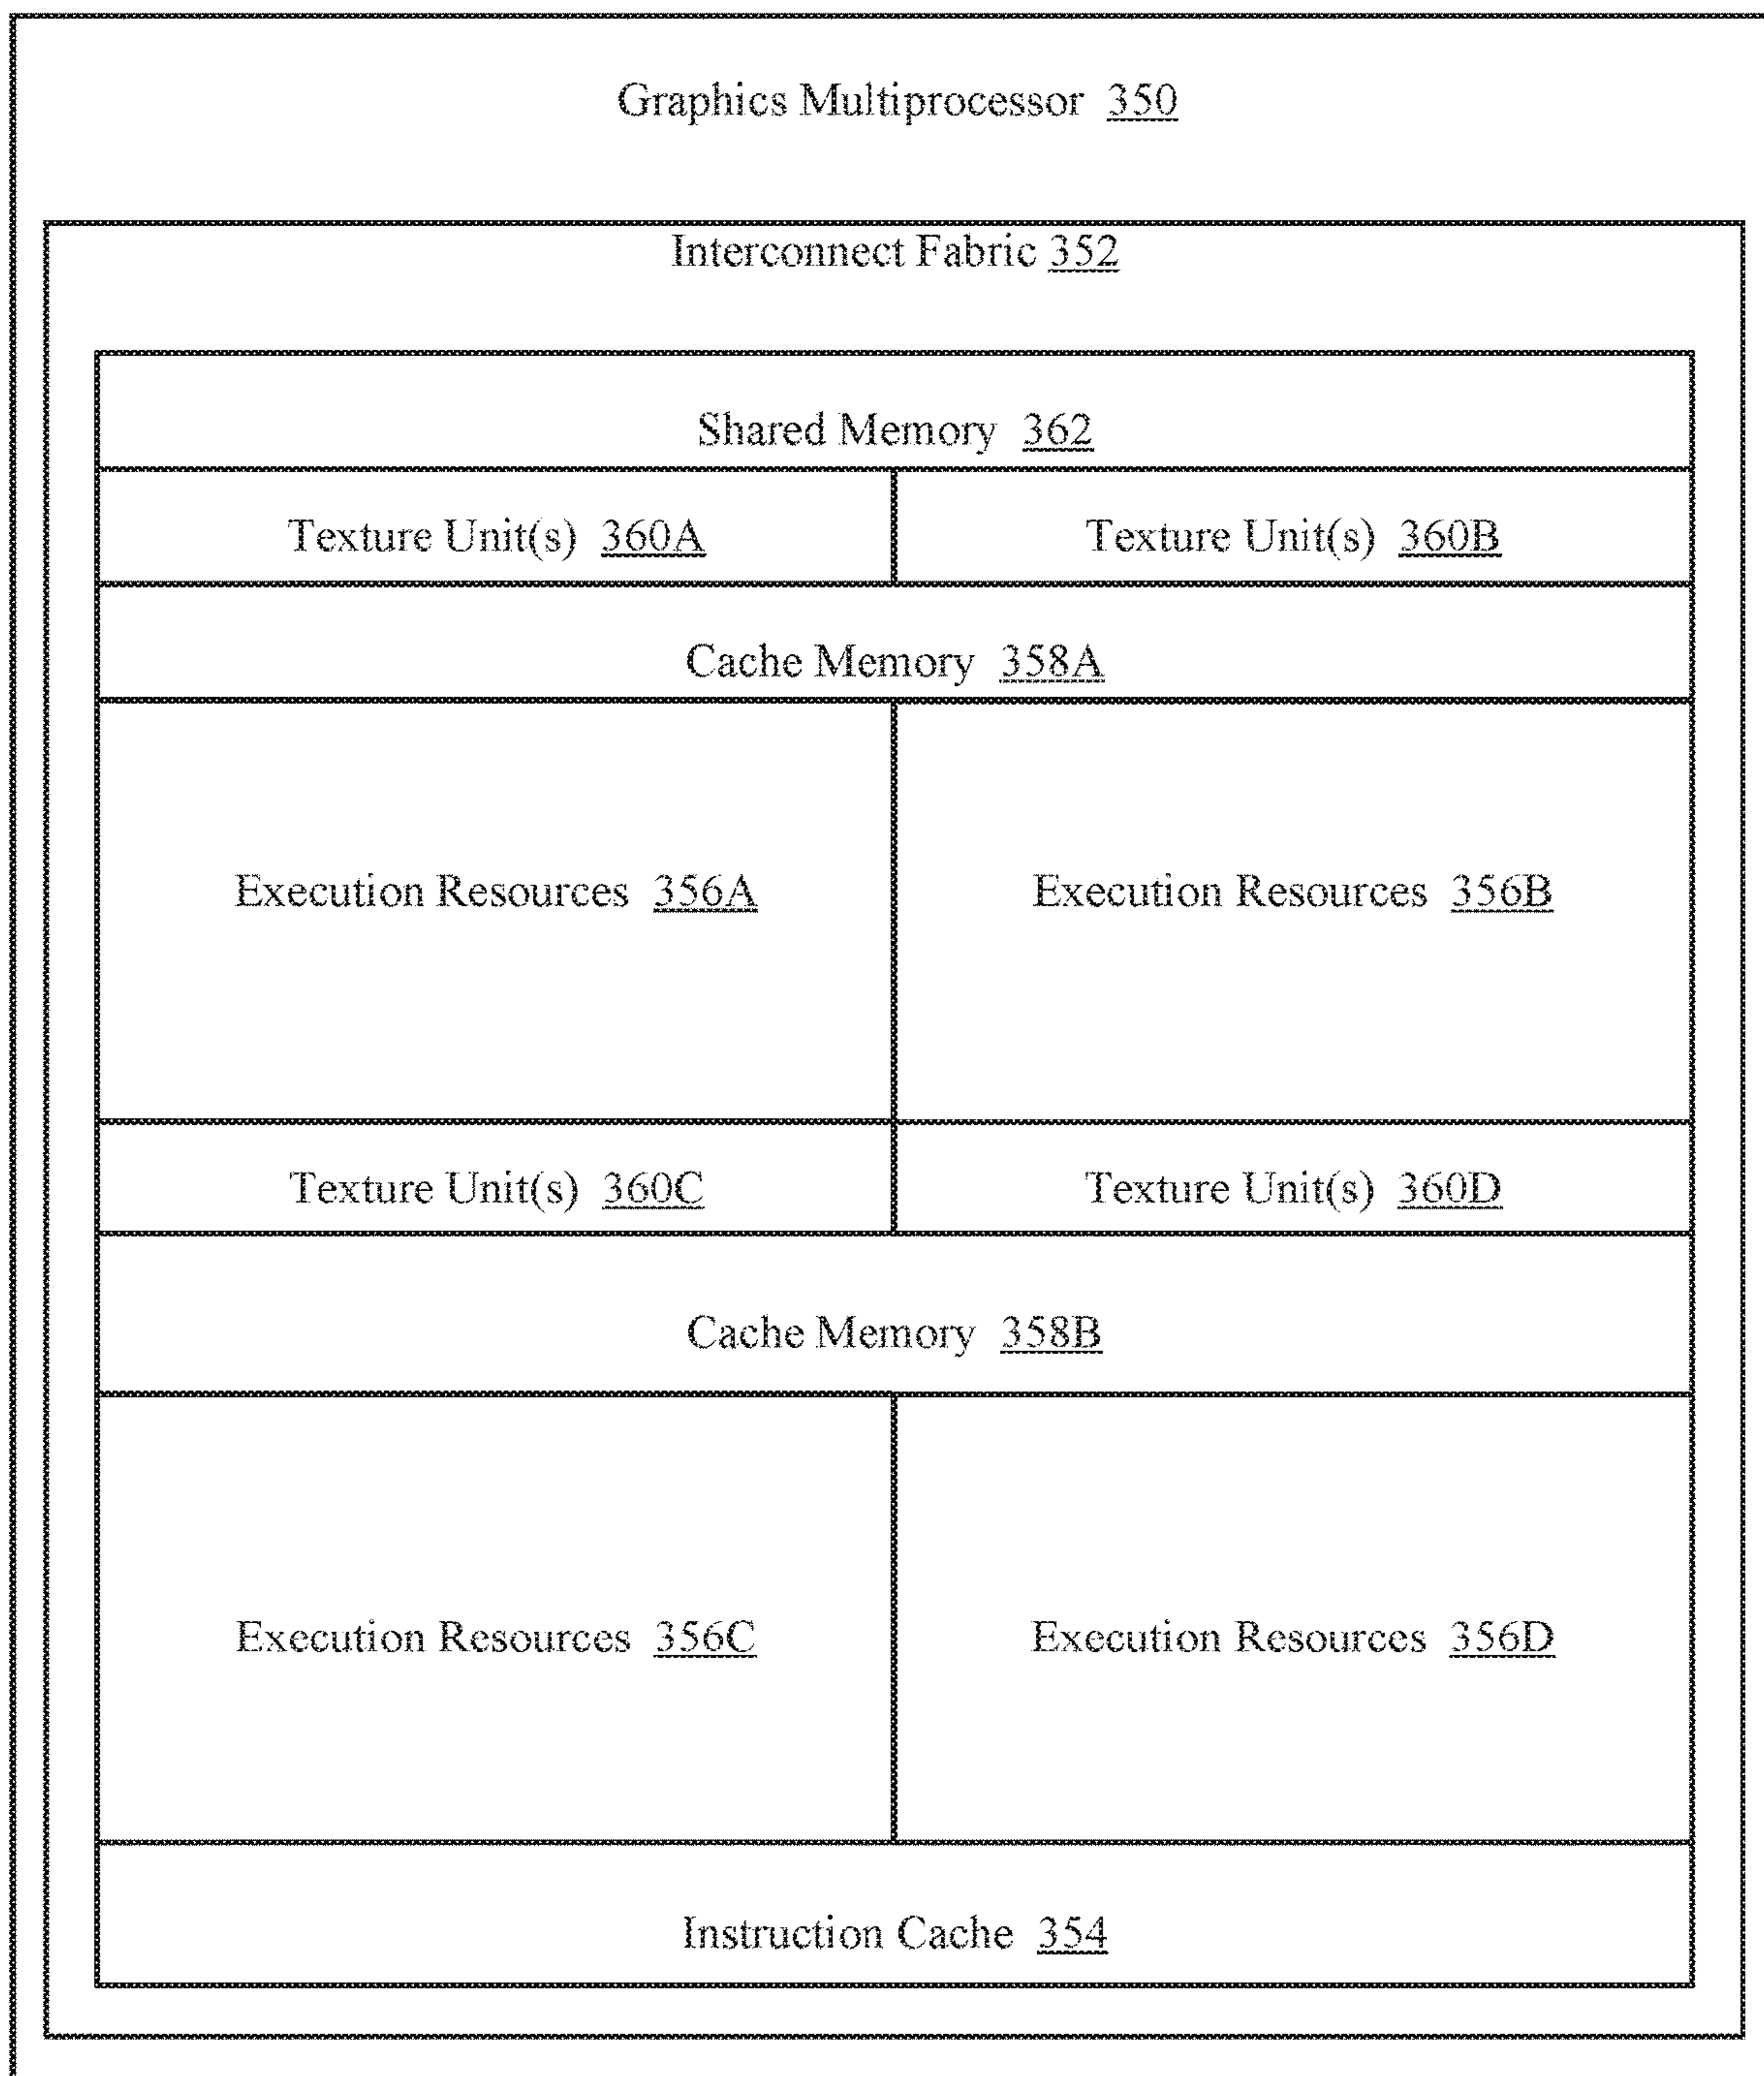 Graphics Multiprocessor 350
Interconnect Fabric 352
Shared Memory 362
Texture Unit(s) 360A
Texture Unit(s) 360B
Cache Memory 358A
Execution Resources 356A
Execution Resources 356B
Texture Unit(s) 360C
Texture Unit(s) 360D
Cache Memory 358B
Execution Resources 356C
Execution Resources 356D
Instruction Cache 354